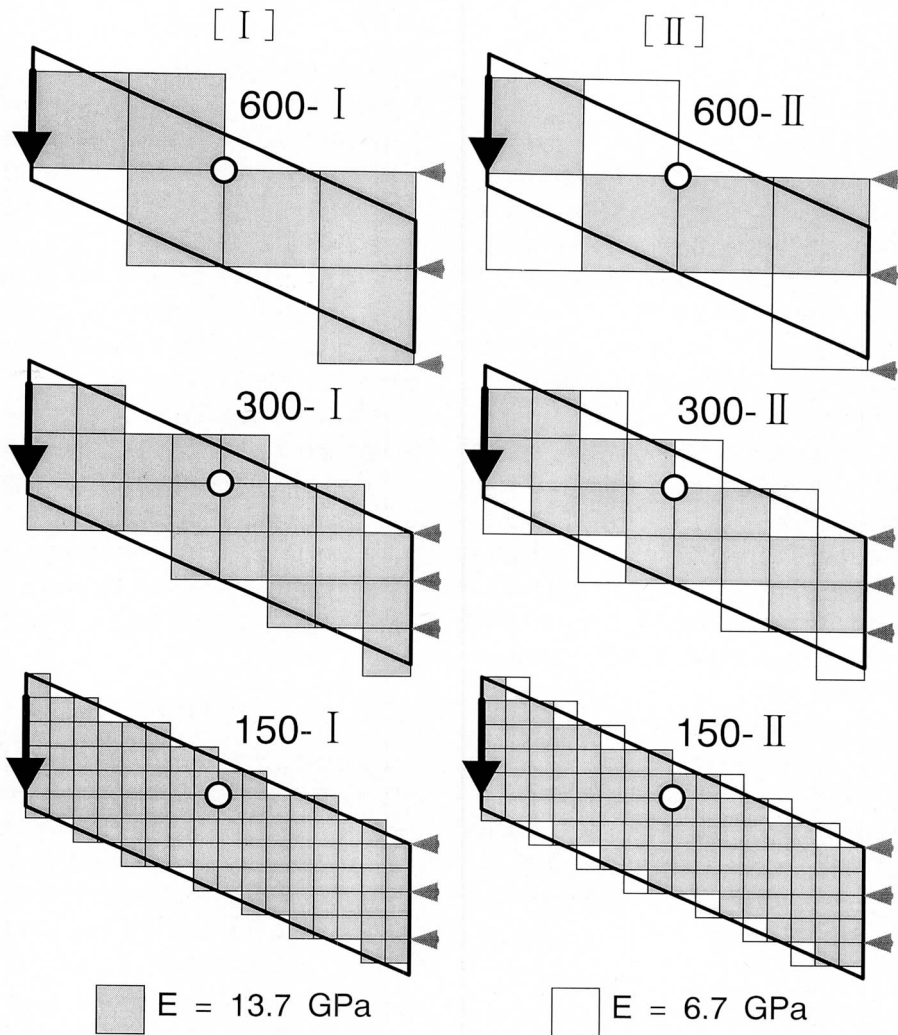 [ I ]
[ II ]
600- I
600- II
300- I
300- II
150- I
150- II
E = 13.7 GPa
E = 6.7 GPa